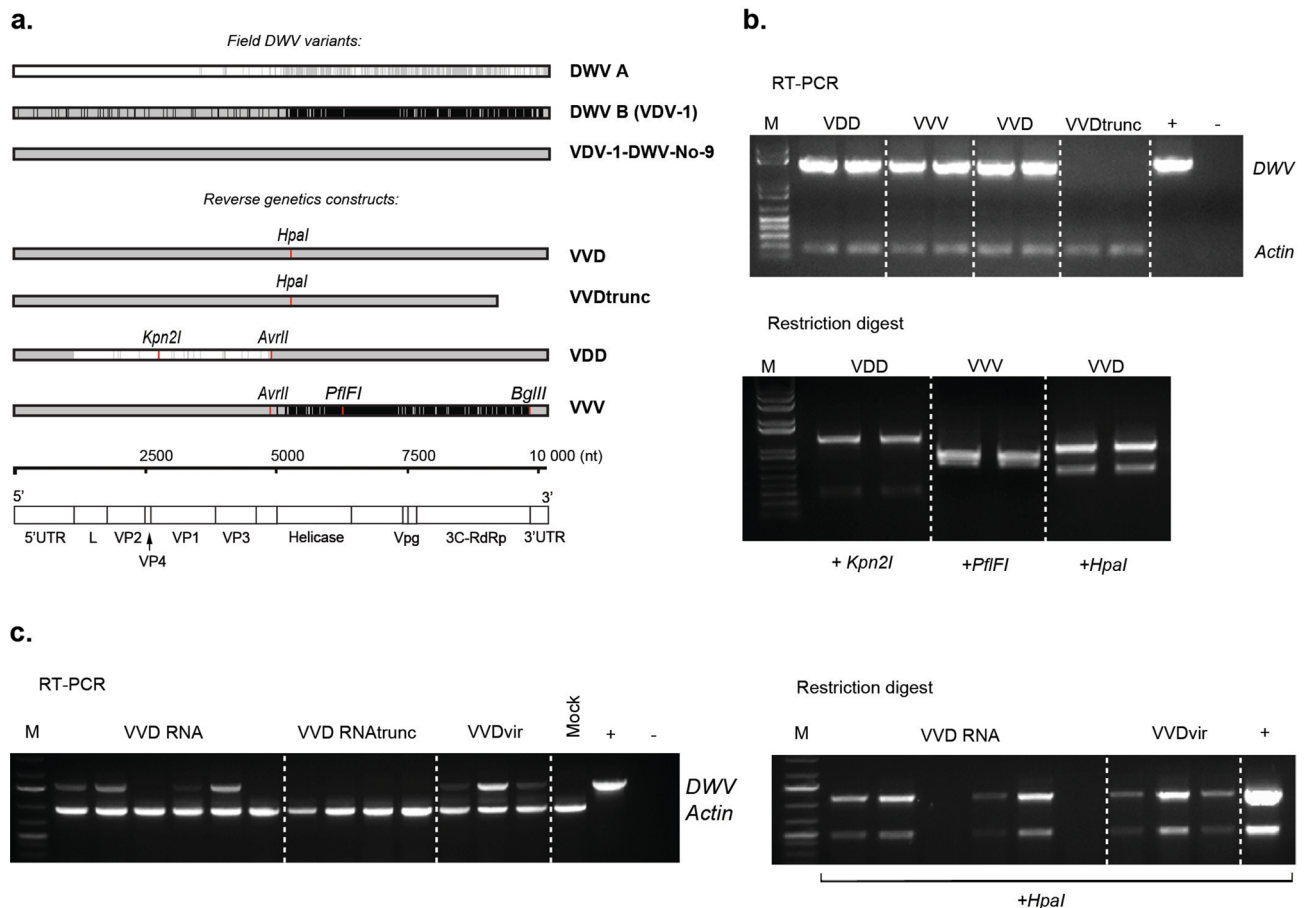 a.
Field DWV variants:
DWV A
DWV B (VDV-1)
VDV-1-DWV-No-9
Reverse genetics constructs:
HpaI
VVD
HpaI
VVDtrunc
Kpn2I AvrII
VDD
AvrII PflFI BglII
VVV
2500 5000 7500 10 000 (nt)
5' 3'
5'UTR L VP2 VP1 VP3 Helicase Vpg 3C-RdRp 3'UTR
VP4
b.
RT-PCR
M VDD VVV VVD VVDtrunc + -
DWV
Actin
Restriction digest
M VDD VVV VVD
+ Kpn2I +PflFI +HpaI
c.
RT-PCR
M VVD RNA VVD RNAtrunc VVDvir Mock + -
DWV
Actin
Restriction digest
M VVD RNA VVDvir +
+HpaI